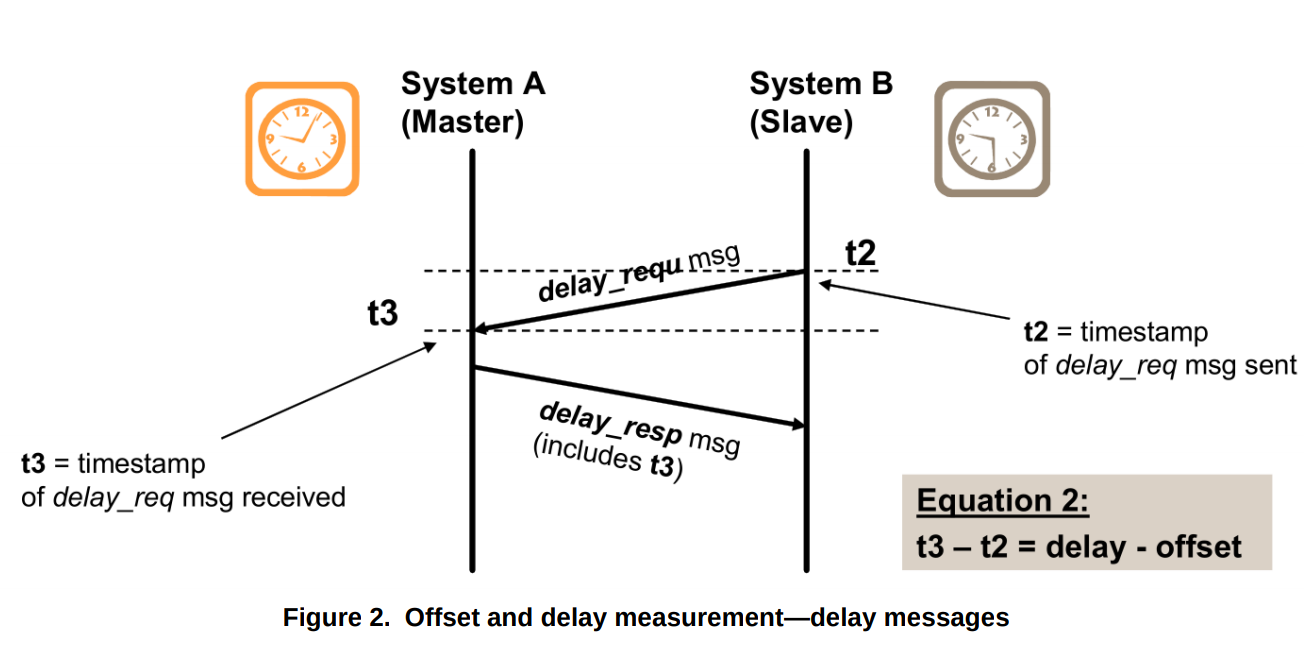 System A
(Master)
System B
(Slave)
12
3
6
9
12
3
6
9
delay_requ msg
t2
t3
t2 = timestamp
of delay_req msg sent
delay_resp msg
(includes t3)
t3 = timestamp
of delay_req msg received
Equation 2:
t3 – t2 = delay - offset
Figure 2. Offset and delay measurement—delay messages